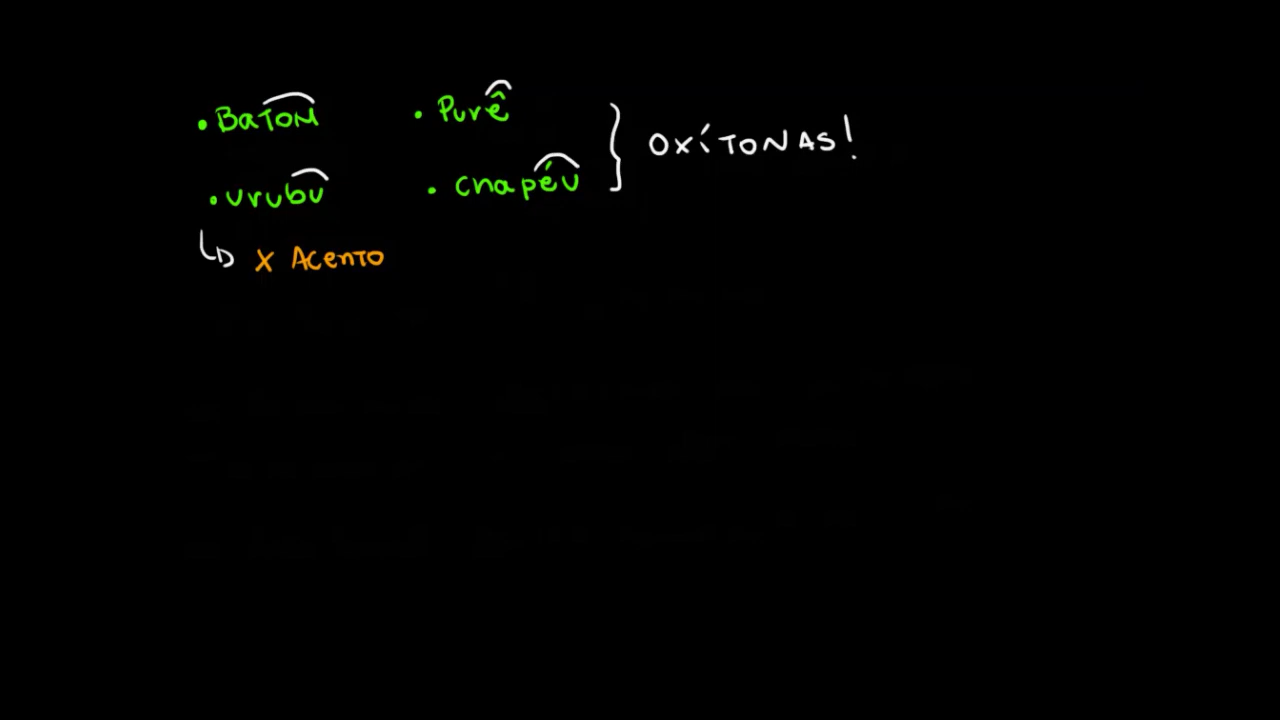 • Batom • Purê } OXÍTONAS!
• urubu • chapéu
↳ x Acento